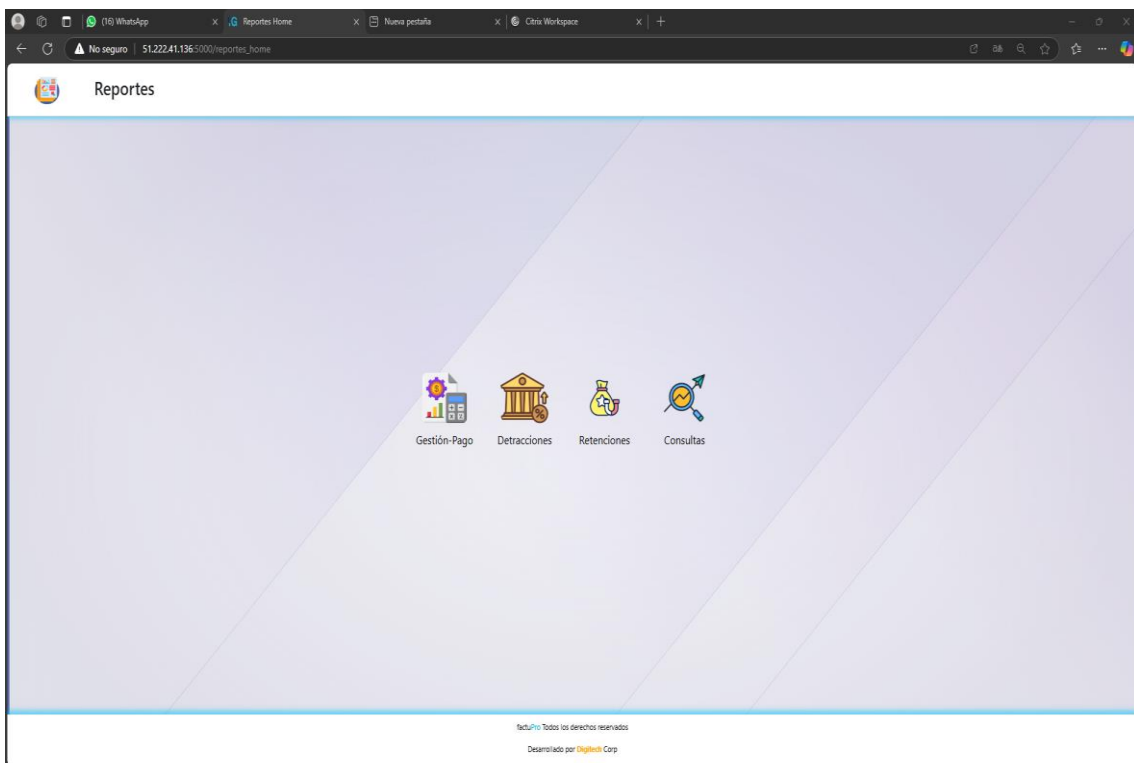 (16) WhatsApp
.G Reportes Home
Nueva pestaña
Citrix Workspace
No seguro
51.222.41.136:5000/reportes_home
Reportes
Gestión-Pago
Detracciones
Retenciones
Consultas
factuPro Todos los derechos reservados
Desarrollado por Digitech Corp